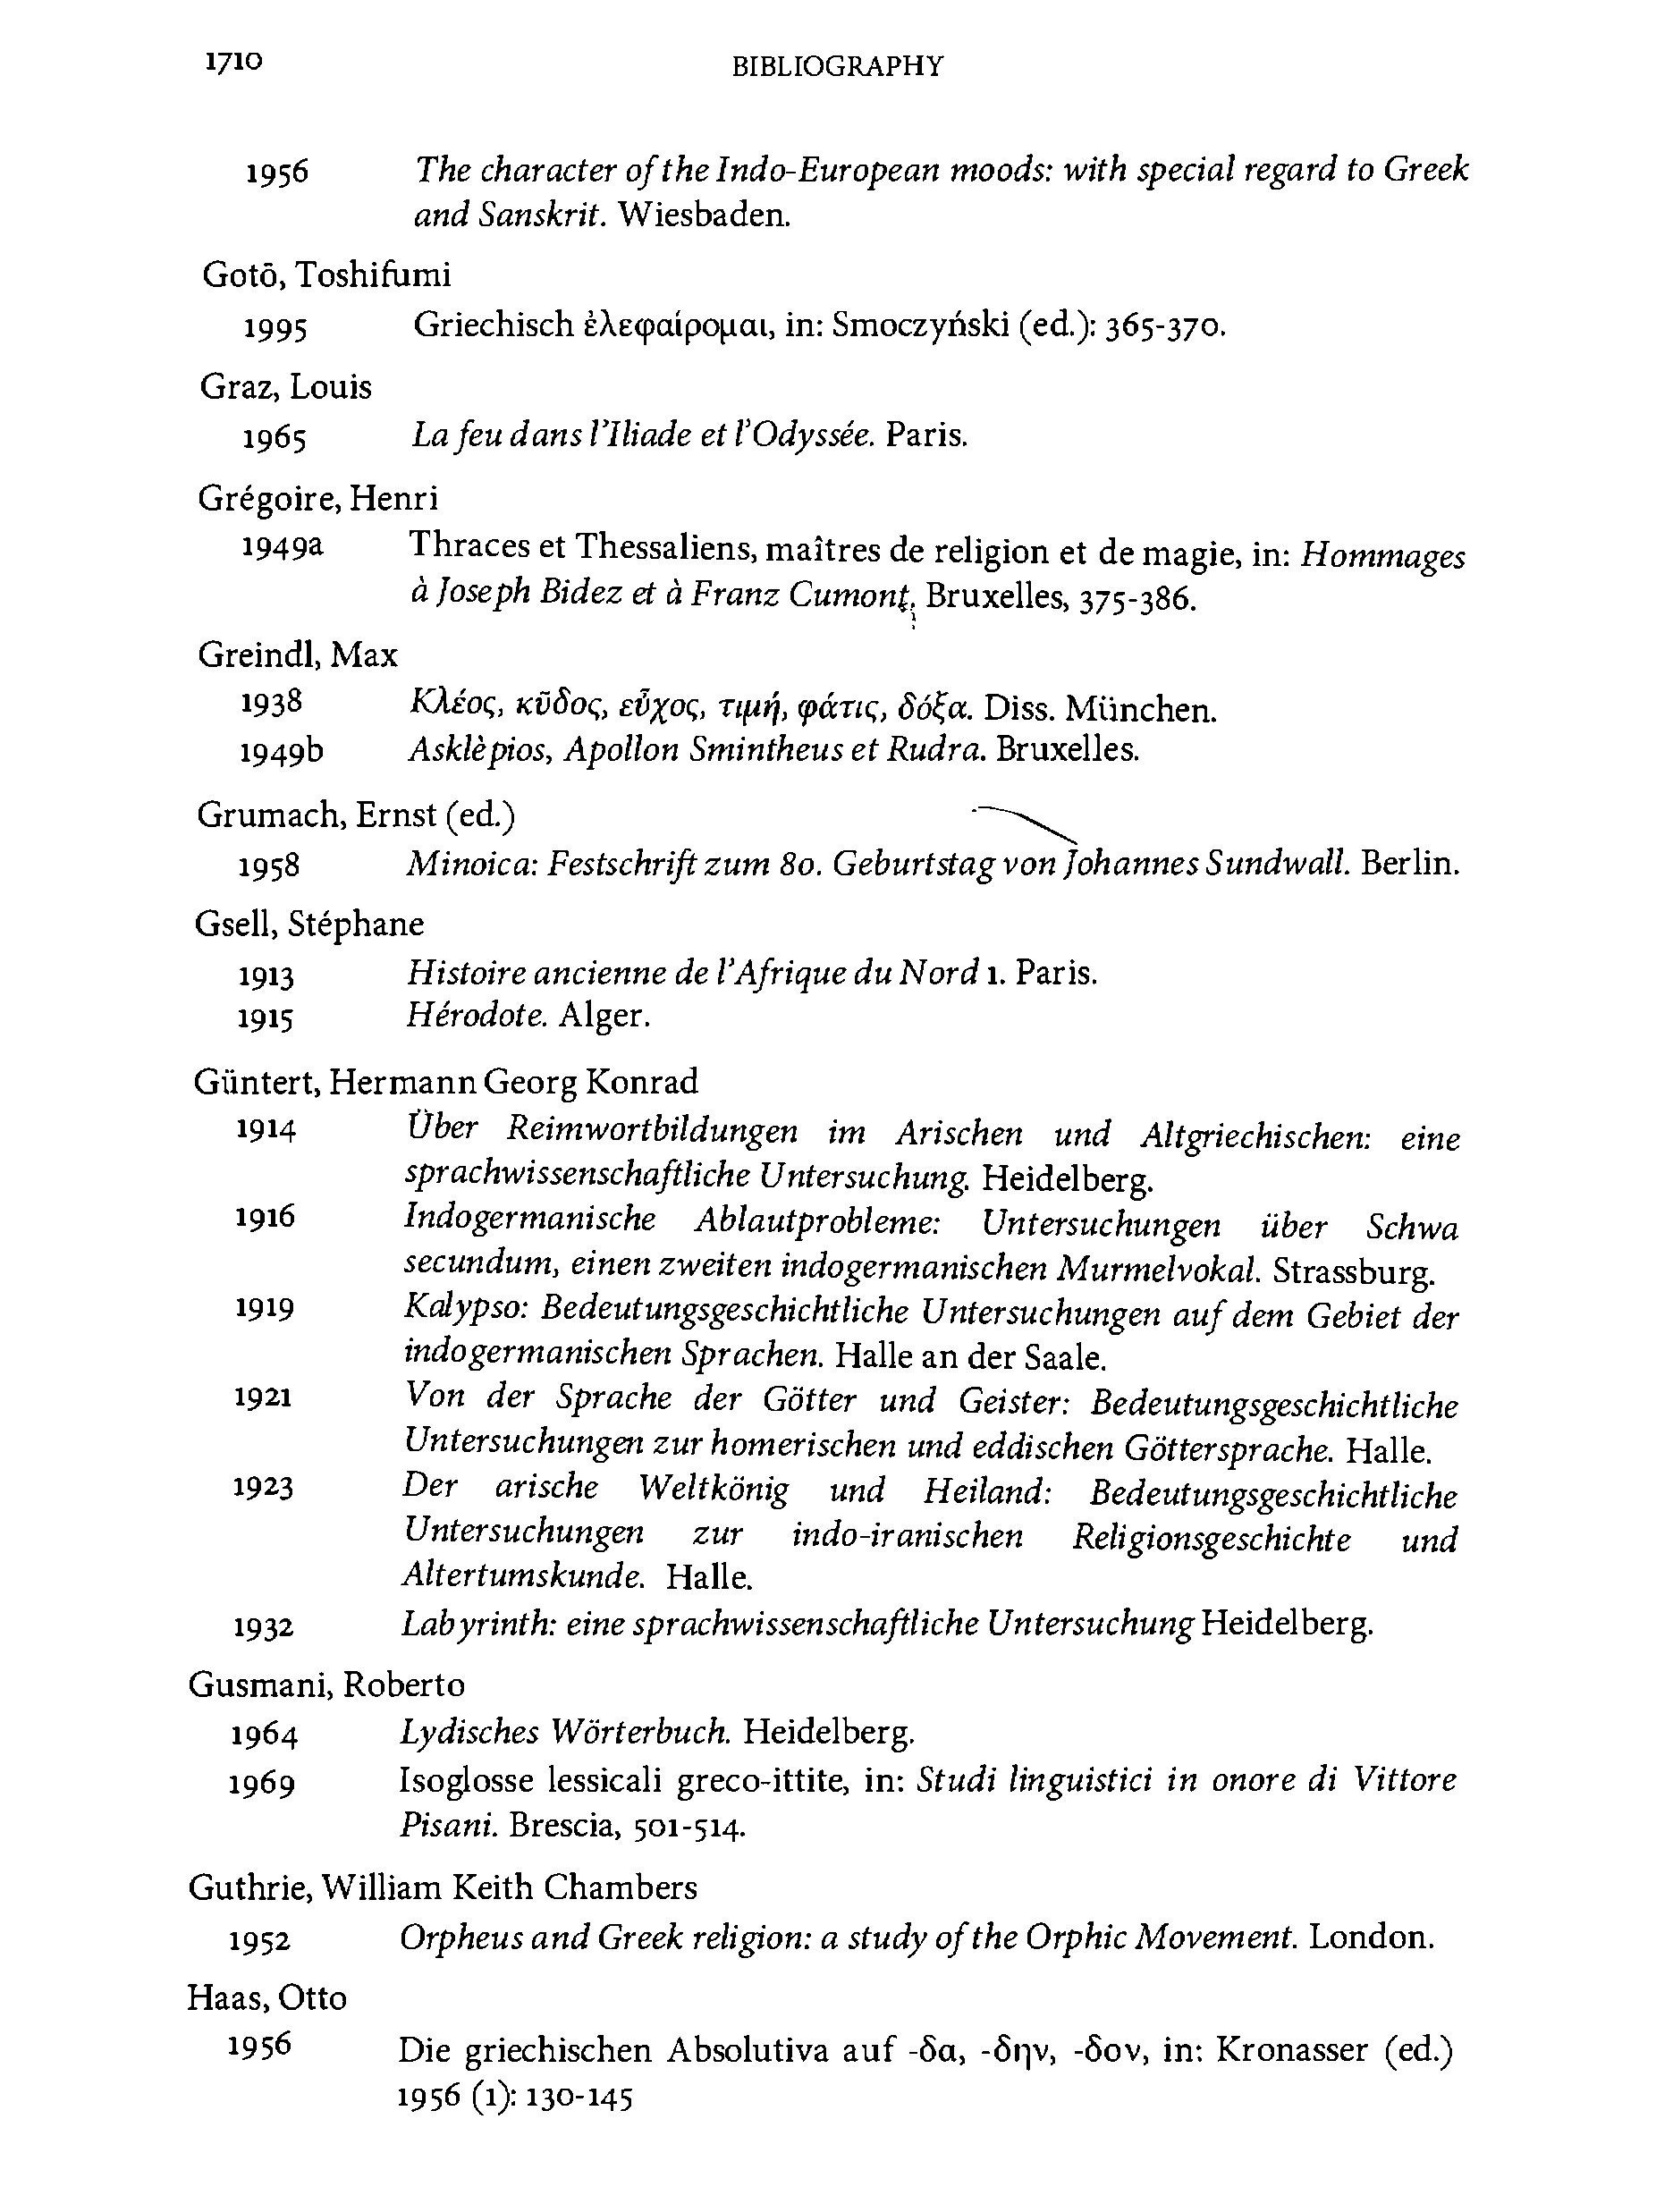 1710 BIBLIOGRAPHY
1956 The character of the Indo-European moods: with special regard to Greek
and Sanskrit. Wiesbaden.
Gotō, Toshifumi
1995 Griechisch ἐλεφαίρομαι, in: Smoczyński (ed.): 365-370.
Graz, Louis
1965 La feu dans l’Iliade et l’Odyssée. Paris.
Grégoire, Henri
1949a Thraces et Thessaliens, maîtres de religion et de magie, in: Hommages
à Joseph Bidez et à Franz Cumont, Bruxelles, 375-386.
Greindl, Max
1938 Κλέος, κῦδος, εὖχος, τιμή, φάτις, δόξα. Diss. München.
1949b Asklèpios, Apollon Smintheus et Rudra. Bruxelles.
Grumach, Ernst (ed.)
1958 Minoica: Festschrift zum 80. Geburtstag von Johannes Sundwall. Berlin.
Gsell, Stéphane
1913 Histoire ancienne de l’Afrique du Nord 1. Paris.
1915 Hérodote. Alger.
Güntert, Hermann Georg Konrad
1914 Über Reimwortbildungen im Arischen und Altgriechischen: eine
sprachwissenschaftliche Untersuchung. Heidelberg.
1916 Indogermanische Ablautprobleme: Untersuchungen über Schwa
secundum, einen zweiten indogermanischen Murmelvokal. Strassburg.
1919 Kalypso: Bedeutungsgeschichtliche Untersuchungen auf dem Gebiet der
indogermanischen Sprachen. Halle an der Saale.
1921 Von der Sprache der Götter und Geister: Bedeutungsgeschichtliche
Untersuchungen zur homerischen und eddischen Göttersprache. Halle.
1923 Der arische Weltkönig und Heiland: Bedeutungsgeschichtliche
Untersuchungen zur indo-iranischen Religionsgeschichte und
Altertumskunde. Halle.
1932 Labyrinth: eine sprachwissenschaftliche Untersuchung Heidelberg.
Gusmani, Roberto
1964 Lydisches Wörterbuch. Heidelberg.
1969 Isoglosse lessicali greco-ittite, in: Studi linguistici in onore di Vittore
Pisani. Brescia, 501-514.
Guthrie, William Keith Chambers
1952 Orpheus and Greek religion: a study of the Orphic Movement. London.
Haas, Otto
1956 Die griechischen Absolutiva auf -δα, -δην, -δον, in: Kronasser (ed.)
1956 (1): 130-145